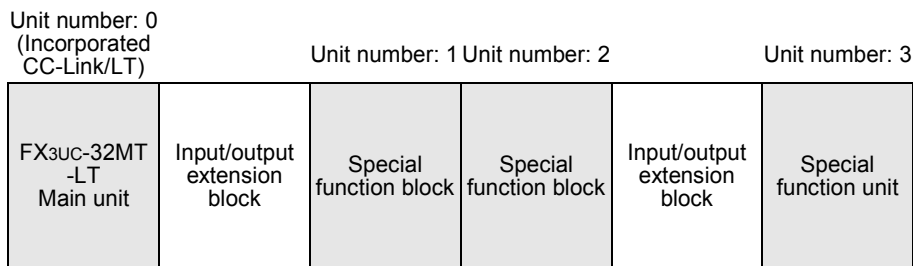 Unit number: 0
(Incorporated
CC-Link/LT)
Unit number: 1
Unit number: 2
Unit number: 3
FX3UC-32MT
-LT
Main unit
Input/output
extension
block
Special
function block
Special
function block
Input/output
extension
block
Special
function unit